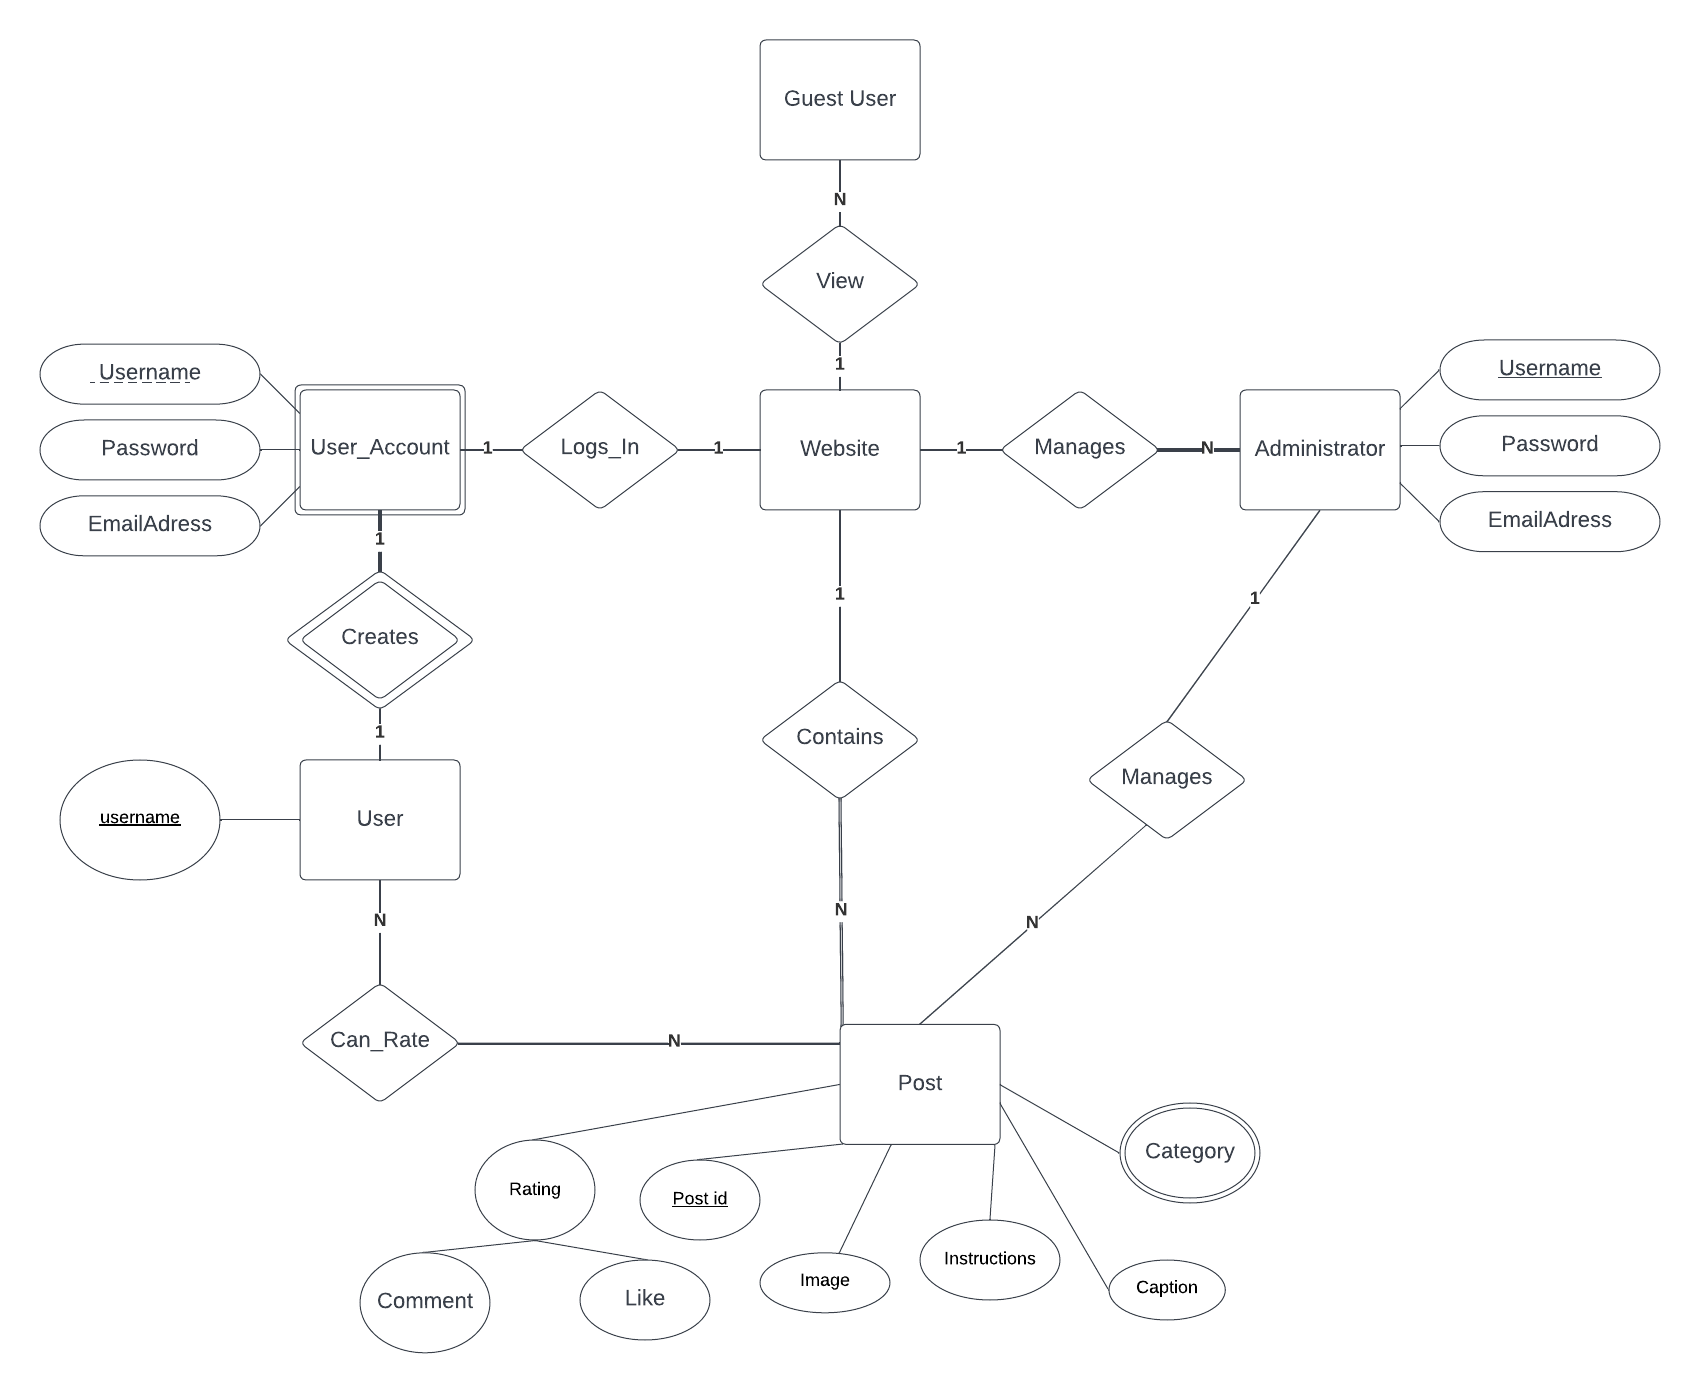 Guest User
N
View
1
Username
Password
EmailAdress
User_Account
1
Logs_In
1
Website
1
Manages
N
Administrator
Username
Password
EmailAdress
1
Creates
1
username
User
N
Can_Rate
N
1
Contains
N
1
Manages
N
Post
Rating
Comment
Like
Post id
Image
Instructions
Caption
Category